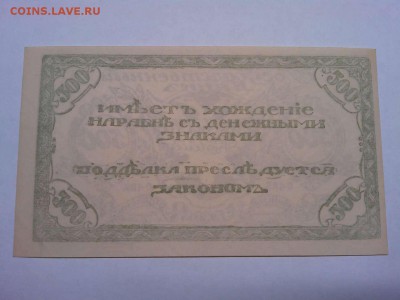 COINS.LAVE.RU
500 500
ИМѢЕТЪ ХОЖДЕНІЕ
НАРАВНѢ СЪ ДЕНЕЖНЫМИ
ЗНАКАМИ
ПОДДѢЛКА ПРЕСЛѢДУЕТСЯ
ЗАКОНОМЪ
500 500